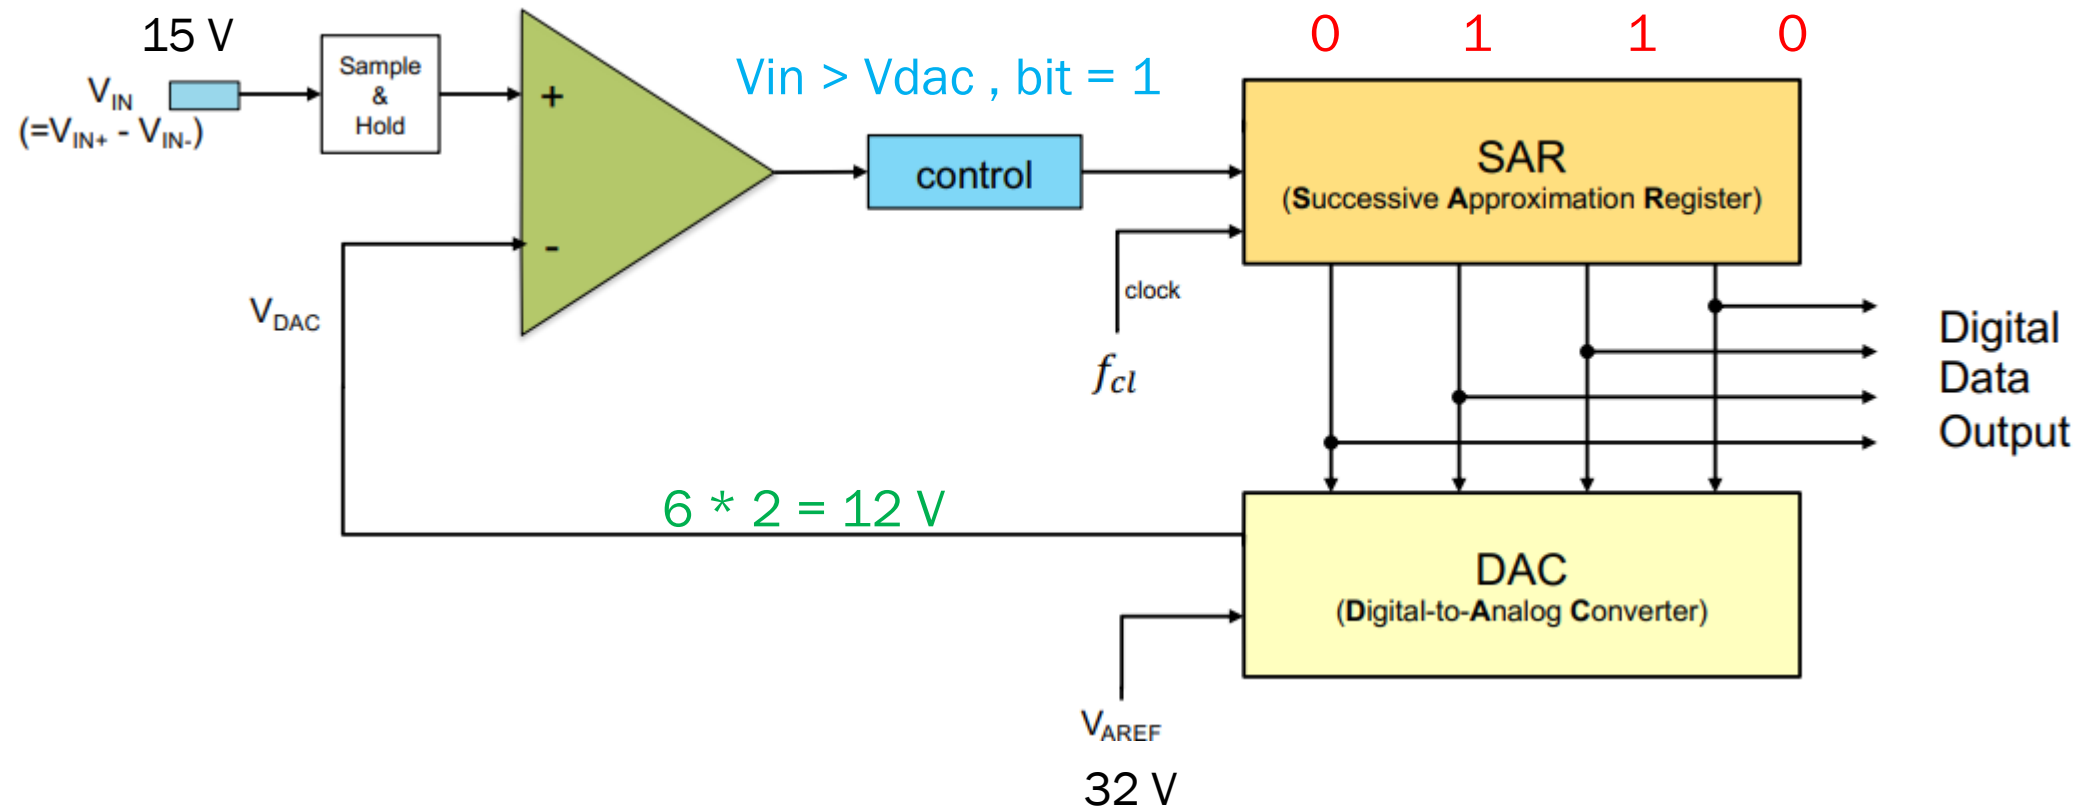 15 V
V_IN
(=V_IN+ - V_IN-)
Sample
&
Hold
+
-
Vin > Vdac , bit = 1
control
0 1 1 0
SAR
(Successive Approximation Register)
clock
f_cl
V_DAC
Digital
Data
Output
6 * 2 = 12 V
DAC
(Digital-to-Analog Converter)
V_AREF
32 V